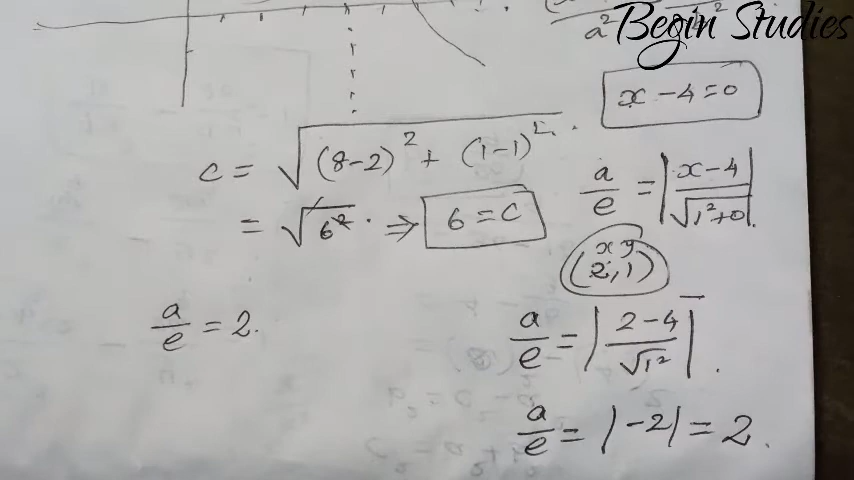 Begin Studies
a²
x - 4 = 0
c = √(8-2)² + (1-1)².
= √6² ⇒ 6 = C
a/e = |x-4/√1²+0|.
x y
(2, 1)
a/e = 2.
a/e = |2-4/√1²|.
a/e = |-2| = 2.